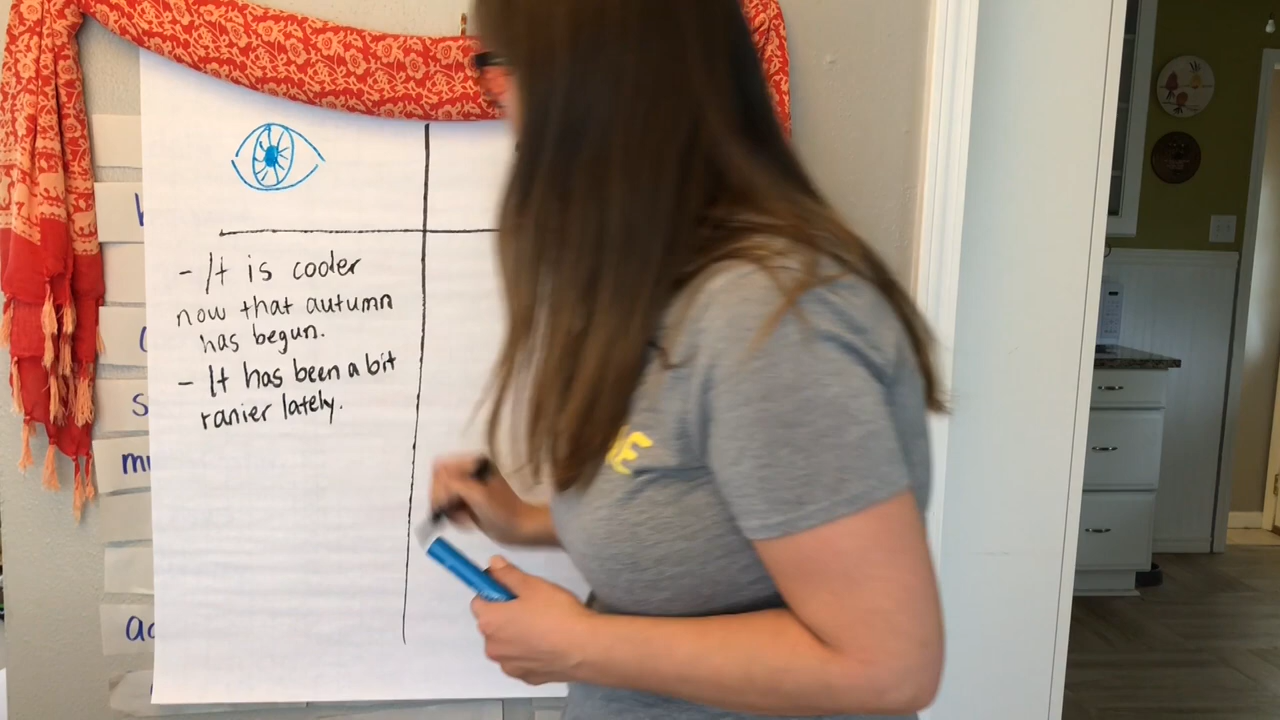 - It is cooler
now that autumn
has begun.
- It has been a bit
ranier lately.